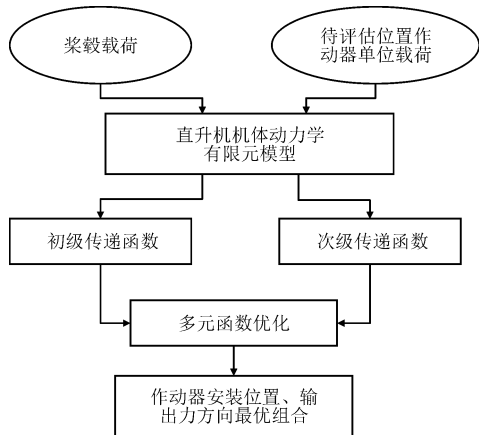 桨毂载荷
待评估位置作
动器单位载荷
直升机机体动力学
有限元模型
初级传递函数
次级传递函数
多元函数优化
作动器安装位置、输
出力方向最优组合